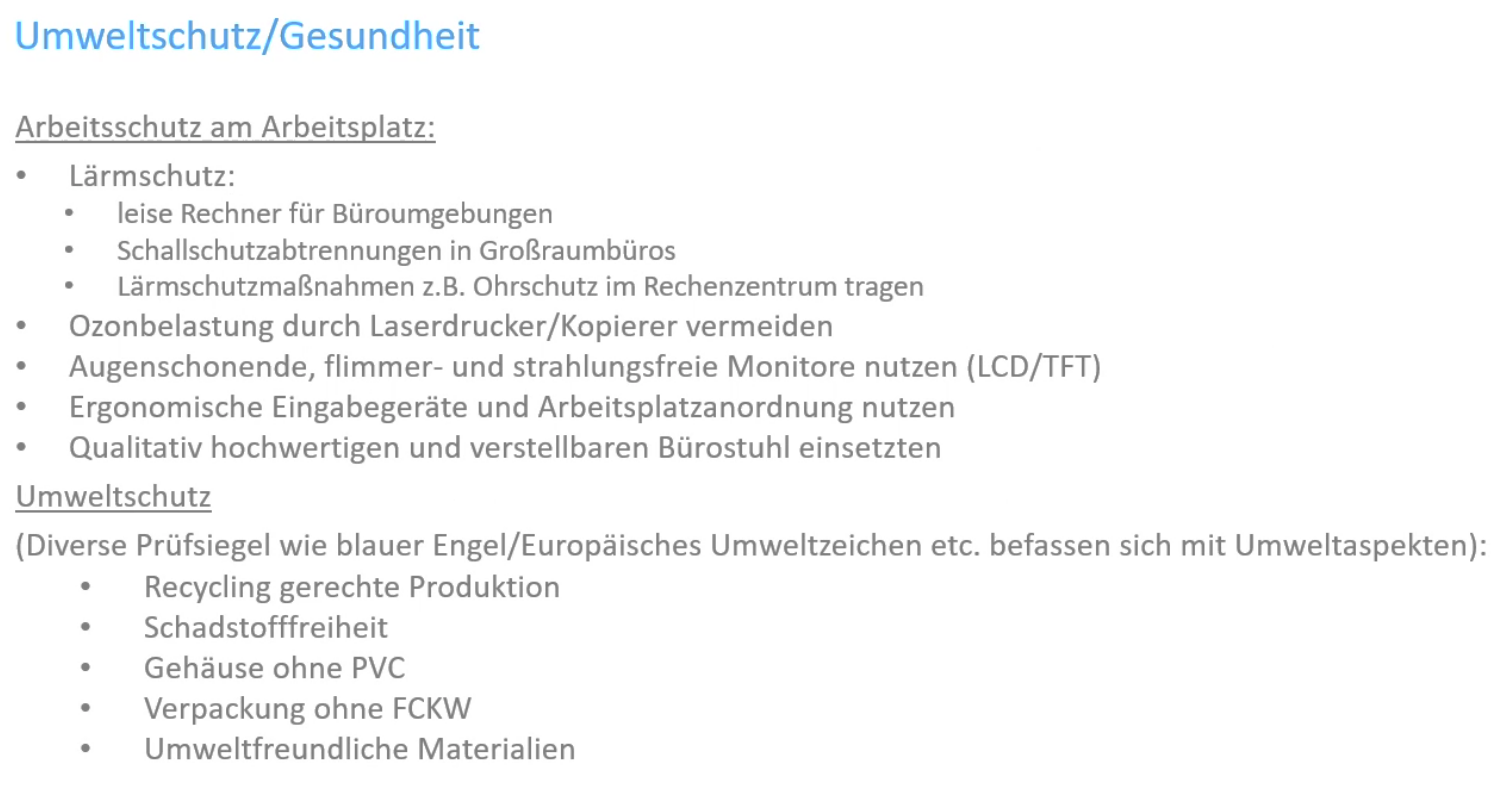 Umweltschutz/Gesundheit
Arbeitsschutz am Arbeitsplatz:
• Lärmschutz:
• leise Rechner für Büroumgebungen
• Schallschutzabtrennungen in Großraumbüros
• Lärmschutzmaßnahmen z.B. Ohrschutz im Rechenzentrum tragen
• Ozonbelastung durch Laserdrucker/Kopierer vermeiden
• Augenschonende, flimmer- und strahlungsfreie Monitore nutzen (LCD/TFT)
• Ergonomische Eingabegeräte und Arbeitsplatzanordnung nutzen
• Qualitativ hochwertigen und verstellbaren Bürostuhl einsetzten
Umweltschutz
(Diverse Prüfsiegel wie blauer Engel/Europäisches Umweltzeichen etc. befassen sich mit Umweltaspekten):
• Recycling gerechte Produktion
• Schadstofffreiheit
• Gehäuse ohne PVC
• Verpackung ohne FCKW
• Umweltfreundliche Materialien